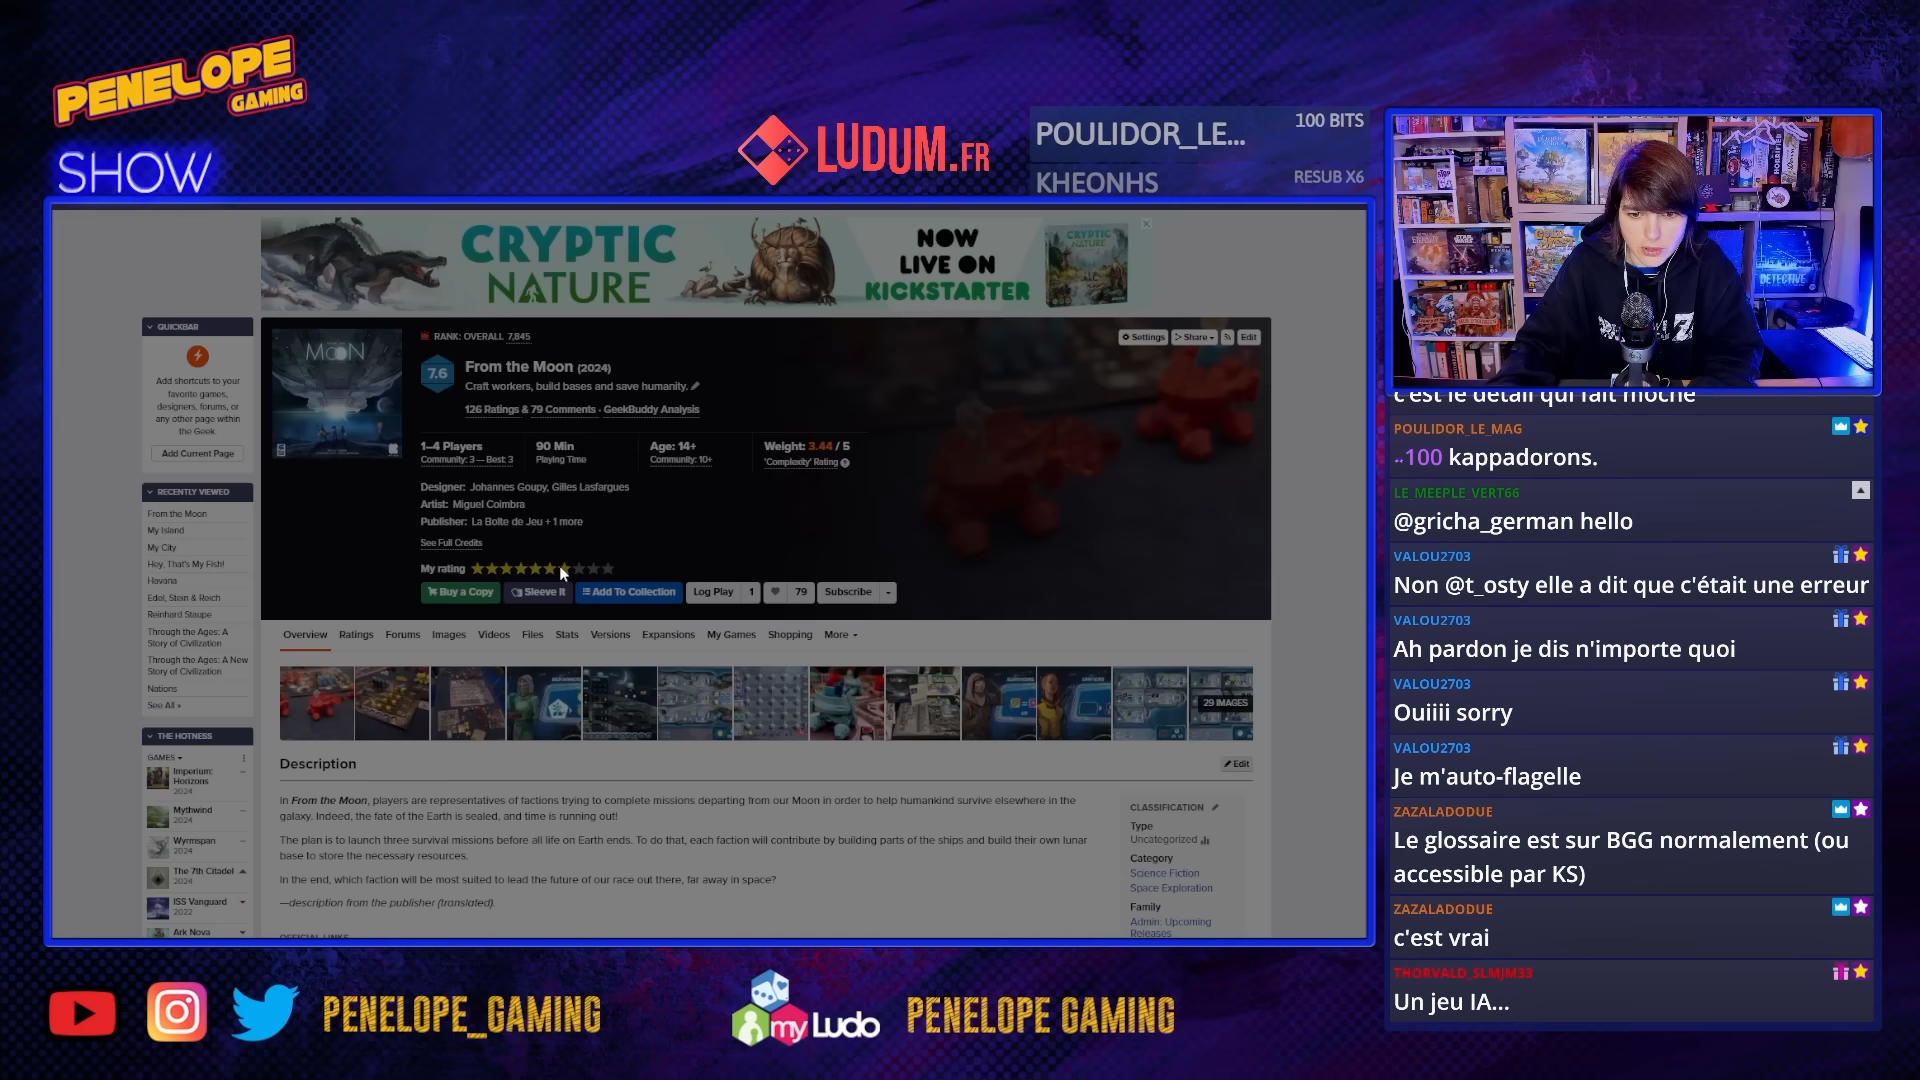 PENELOPE
GAMING
SHOW
LUDUM.FR
POULIDOR_LE...
100 BITS
KHEONHS
RESUB X6
CRYPTIC
NATURE
NOW
LIVE ON
KICKSTARTER
CRYPTIC
NATURE
QUICKBAR
Add shortcuts to your
favorite games,
designers, forums, or
any other page within
the Geek.
Add Current Page
RECENTLY VIEWED
From the Moon
My Island
My City
Hey, That's My Fish!
Havana
Edel, Stein & Reich
Reinhard Staupe
Through the Ages: A
Story of Civilization
Through the Ages: A New
Story of Civilization
Nations
See All »
THE HOTNESS
GAMES
Imperium:
Horizons
2024
Mythwind
2024
Wyrmspan
2024
The 7th Citadel
2024
ISS Vanguard
2022
Ark Nova
MOON
RANK: OVERALL 7,845
Settings
Share
Edit
7.6
From the Moon (2024)
Craft workers, build bases and save humanity.
126 Ratings & 79 Comments · GeekBuddy Analysis
1–4 Players
Community: 3 — Best: 3
90 Min
Playing Time
Age: 14+
Community: 10+
Weight: 3.44 / 5
'Complexity' Rating
Designer: Johannes Goupy, Gilles Lasfargues
Artist: Miguel Coimbra
Publisher: La Boîte de Jeu + 1 more
See Full Credits
My rating
Buy a Copy
Sleeve It
Add To Collection
Log Play
1
79
Subscribe
Overview
Ratings
Forums
Images
Videos
Files
Stats
Versions
Expansions
My Games
Shopping
More
29 IMAGES
Description
Edit
In From the Moon, players are representatives of factions trying to complete missions departing from our Moon in order to help humankind survive elsewhere in the
galaxy. Indeed, the fate of the Earth is sealed, and time is running out!
The plan is to launch three survival missions before all life on Earth ends. To do that, each faction will contribute by building parts of the ships and build their own lunar
base to store the necessary resources.
In the end, which faction will be most suited to lead the future of our race out there, far away in space?
—description from the publisher (translated).
OFFICIAL LINKS
CLASSIFICATION
Type
Uncategorized
Category
Science Fiction
Space Exploration
Family
Admin: Upcoming
Releases
STAR WARS
DETECTIVE
c'est le détail qui fait moche
POULIDOR_LE_MAG
100 kappadorons.
LE_MEEPLE_VERT66
@gricha_german hello
VALOU2703
Non @t_osty elle a dit que c'était une erreur
VALOU2703
Ah pardon je dis n'importe quoi
VALOU2703
Ouiiii sorry
VALOU2703
Je m'auto-flagelle
ZAZALADODUE
Le glossaire est sur BGG normalement (ou
accessible par KS)
ZAZALADODUE
c'est vrai
THORVALD_SLMJM33
Un jeu IA...
PENELOPE_GAMING
myLudo
PENELOPE GAMING